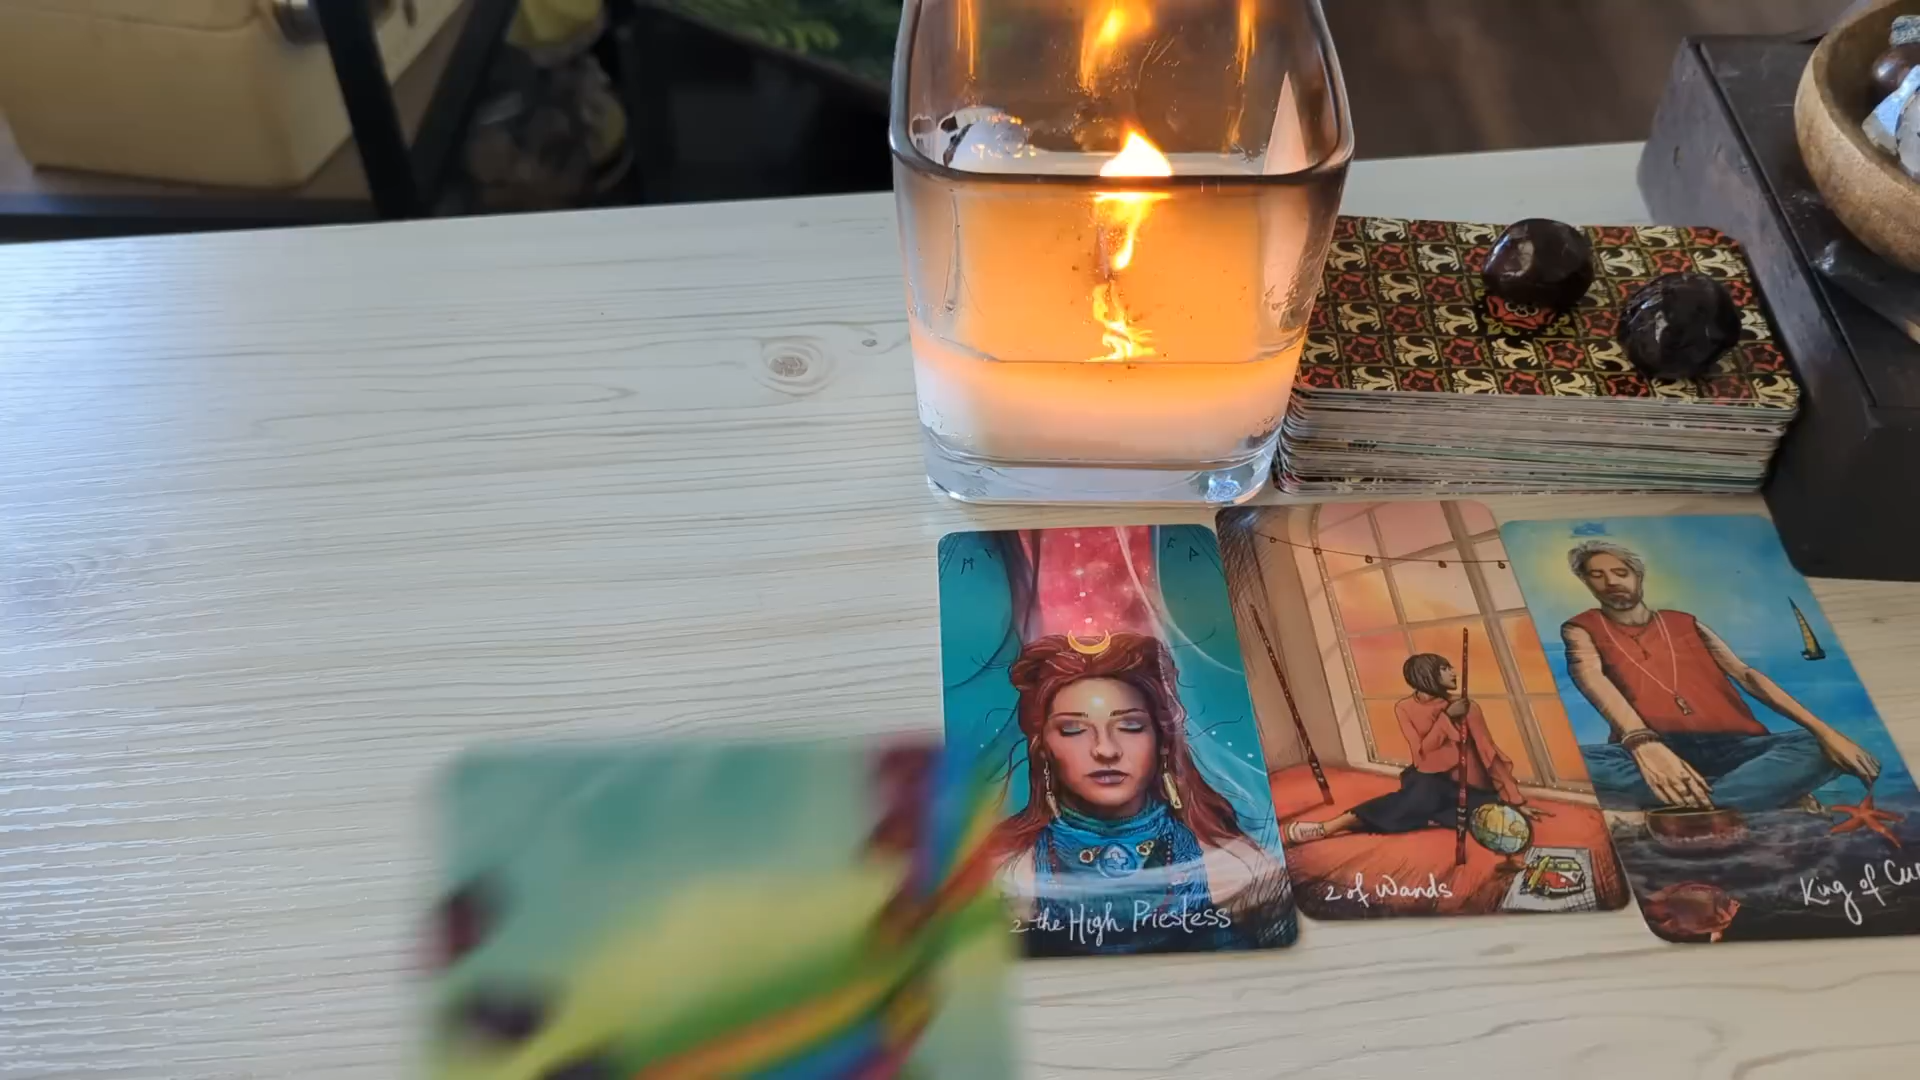 2-the High Priestess
2 of Wands
King of Cu